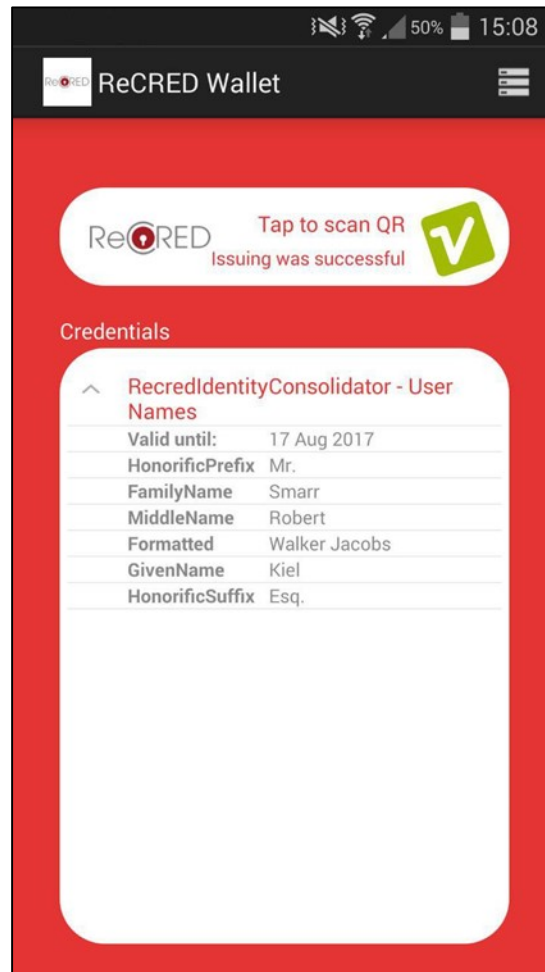 50% 15:08
ReCRED ReCRED Wallet
ReCRED Tap to scan QR
Issuing was successful
Credentials
RecredIdentityConsolidator - User
Names
Valid until: 17 Aug 2017
HonorificPrefix Mr.
FamilyName Smarr
MiddleName Robert
Formatted Walker Jacobs
GivenName Kiel
HonorificSuffix Esq.